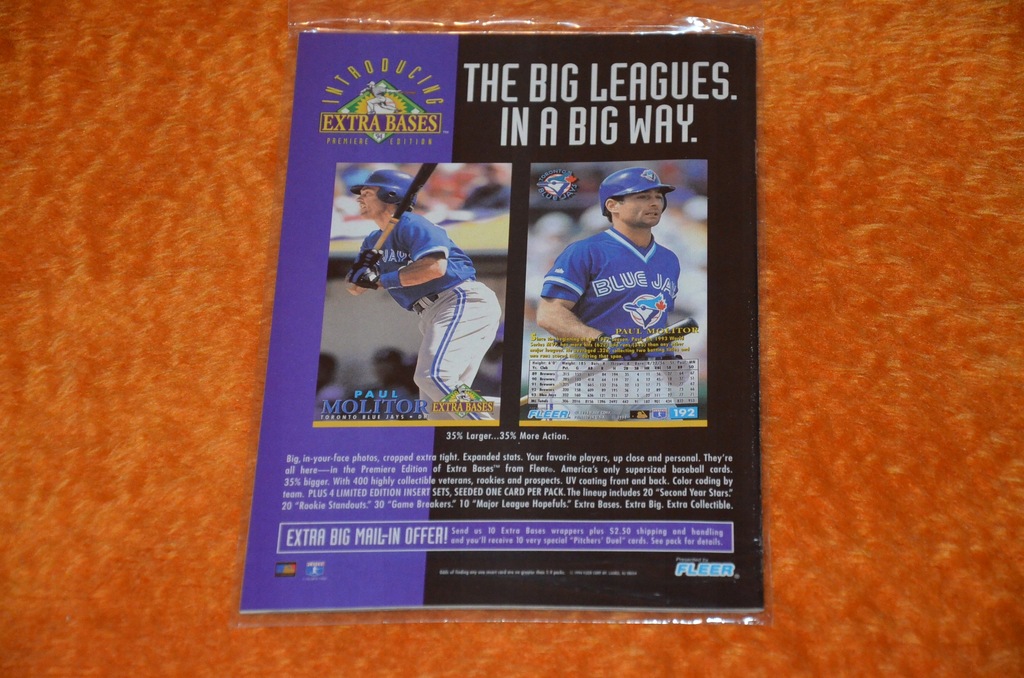 INTRODUCING
EXTRA BASES
'94
PREMIERE EDITION
THE BIG LEAGUES.
IN A BIG WAY.
PAUL
MOLITOR
TORONTO BLUE JAYS • DH
EXTRA BASES
TORONTO
BLUE JAYS
BLUE JA
PAUL MOLITOR
FLEER
192
35% Larger...35% More Action.
Big, in-your-face photos, cropped extra tight. Expanded stats. Your favorite players, up close and personal. They're
all here—in the Premiere Edition of Extra Bases™ from Fleer®. America's only supersized baseball cards.
35% bigger. With 400 highly collectible veterans, rookies and prospects. UV coating front and back. Color coding by
team. PLUS 4 LIMITED EDITION INSERT SETS, SEEDED ONE CARD PER PACK. The lineup includes 20 "Second Year Stars."
20 "Rookie Standouts." 30 "Game Breakers." 10 "Major League Hopefuls." Extra Bases. Extra Big. Extra Collectible.
EXTRA BIG MAIL-IN OFFER!
Send us 10 Extra Bases wrappers plus $2.50 shipping and handling
and you'll receive 10 very special "Pitchers' Duel" cards. See pack for details.
Presented by
FLEER